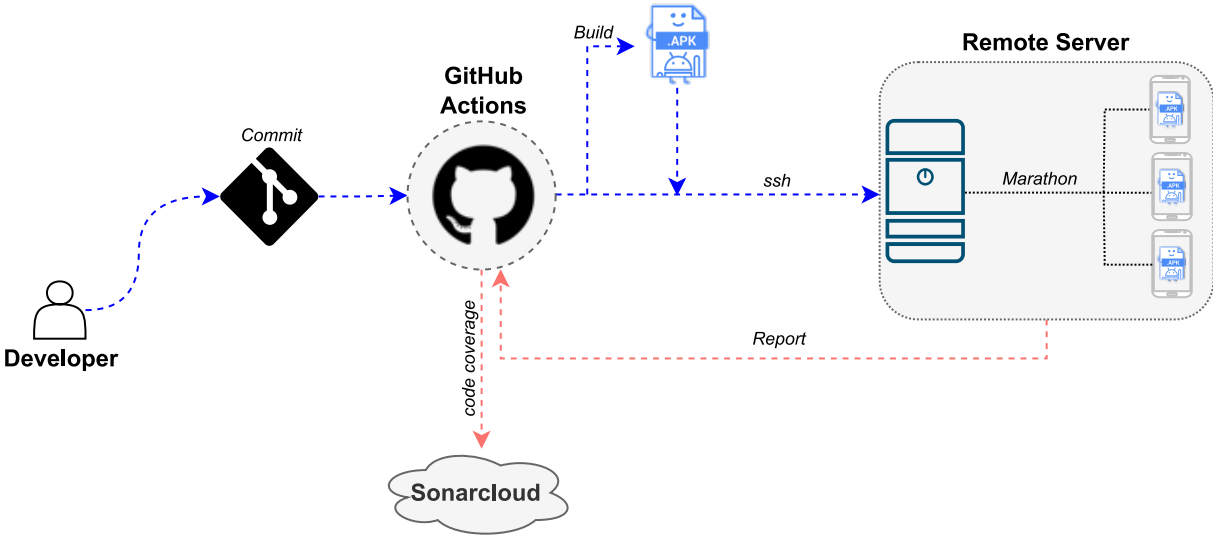 Build
.APK
Remote Server
GitHub
Actions
.APK
Commit
ssh
Marathon
.APK
.APK
code coverage
Report
Developer
Sonarcloud